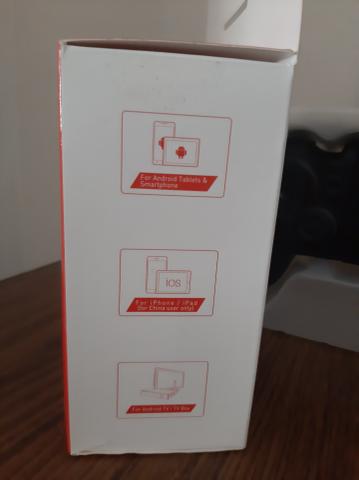 For Android Tablets &
Smartphone
IOS
For iPhone / iPad
(for China user only)
For Android TV / TV Box